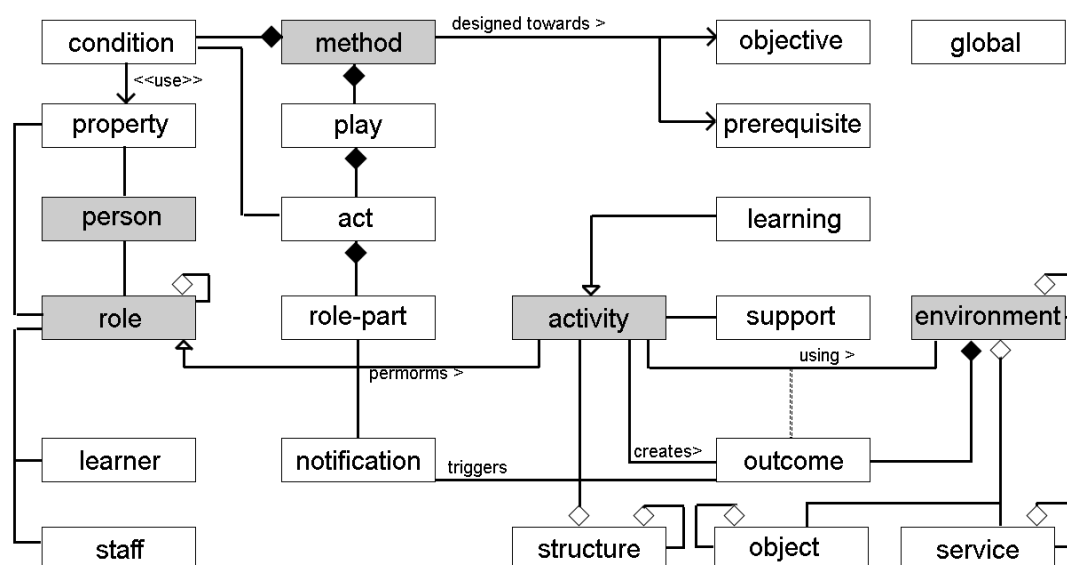 condition
method
designed towards >
objective
global
<<use>>
property
play
prerequisite
person
act
learning
role
role-part
activity
support
environment
permorms >
using >
learner
notification
triggers
creates>
outcome
staff
structure
object
service